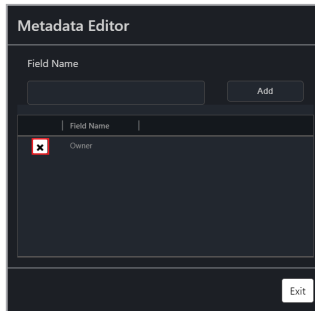 Metadata Editor
Field Name
Add
Field Name
Owner
Exit